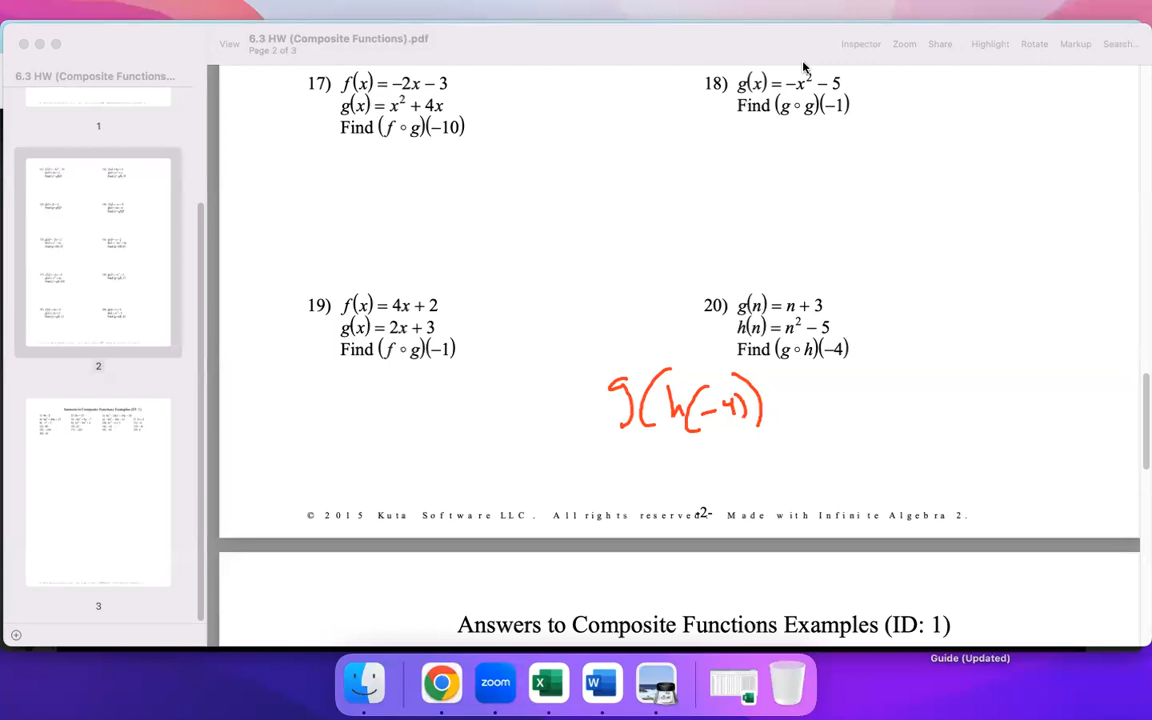 View
6.3 HW (Composite Functions).pdf
Page 2 of 3
Inspector Zoom Share Highlight Rotate Markup Search...
6.3 HW (Composite Functions...
1
2
3
17) f(x) = −2x − 3
g(x) = x² + 4x
Find (f ∘ g)(−10)
18) g(x) = −x² − 5
Find (g ∘ g)(−1)
19) f(x) = 4x + 2
g(x) = 2x + 3
Find (f ∘ g)(−1)
20) g(n) = n + 3
h(n) = n² − 5
Find (g ∘ h)(−4)
g(h(−4))
© 2015 Kuta Software LLC. All rights reserved. -2- Made with Infinite Algebra 2.
Answers to Composite Functions Examples (ID: 1)
Guide (Updated)
zoom